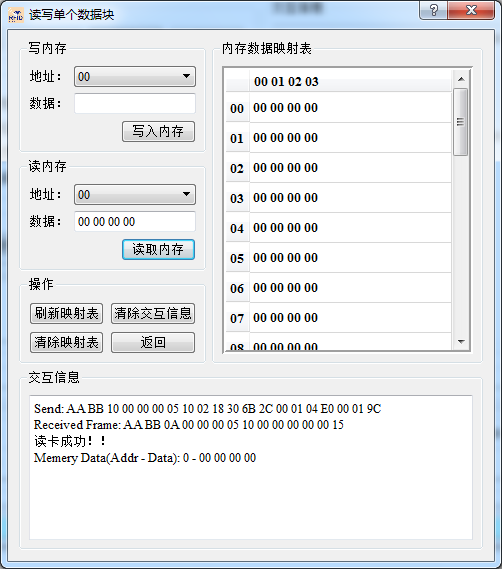 读写单个数据块
写内存
地址： 00
数据：
写入内存
读内存
地址： 00
数据： 00 00 00 00
读取内存
操作
刷新映射表 清除交互信息
清除映射表 返回
内存数据映射表
00 01 02 03
00 00 00 00 00
01 00 00 00 00
02 00 00 00 00
03 00 00 00 00
04 00 00 00 00
05 00 00 00 00
06 00 00 00 00
07 00 00 00 00
08 00 00 00 00
交互信息
Send: AA BB 10 00 00 00 05 10 02 18 30 6B 2C 00 01 04 E0 00 01 9C
Received Frame: AA BB 0A 00 00 00 05 10 00 00 00 00 00 15
读卡成功！！
Memery Data(Addr - Data): 0 - 00 00 00 00